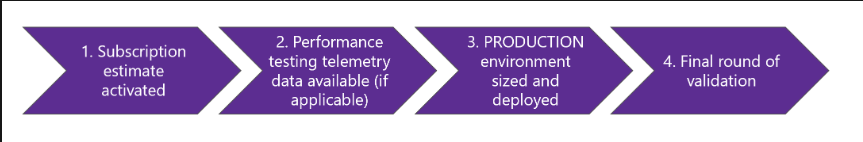 1. Subscription
estimate
activated
2. Performance
testing telemetry
data available (if
applicable)
3. PRODUCTION
environment
sized and
deployed
4. Final round of
validation